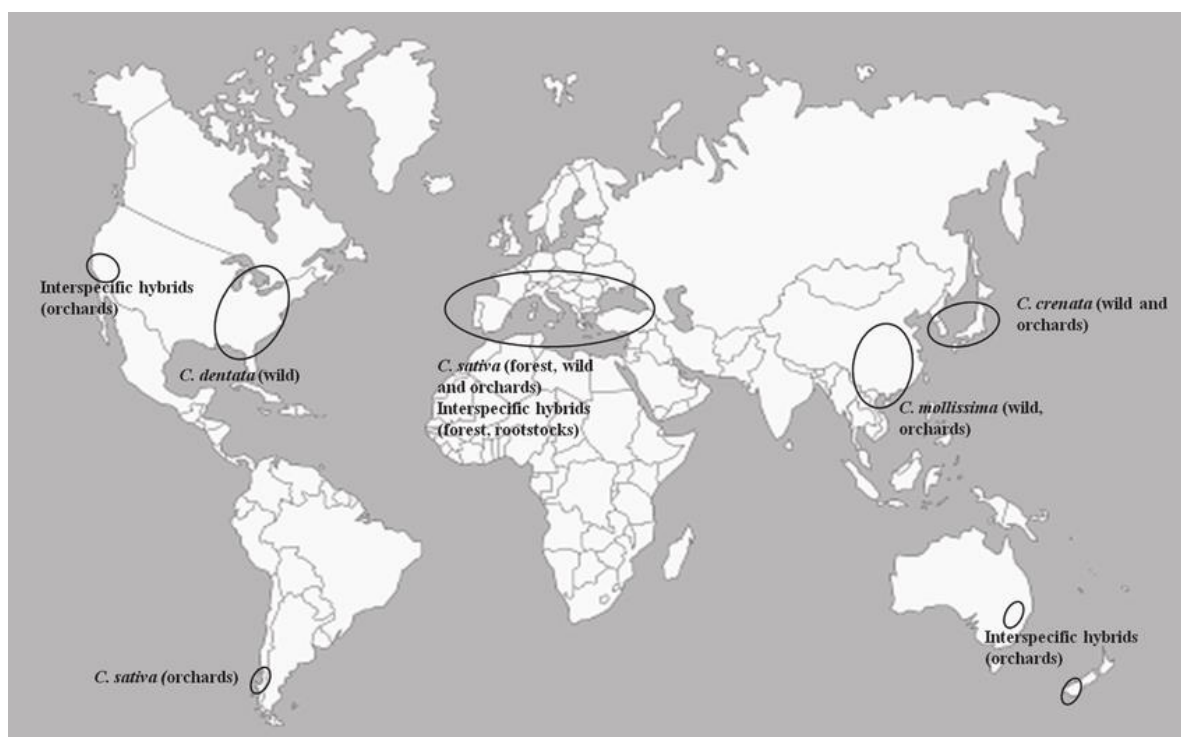 Interspecific hybrids
(orchards)
C. dentata (wild)
C. sativa (forest, wild
and orchards)
Interspecific hybrids
(forest, rootstocks)
C. crenata (wild and
orchards)
C. mollissima (wild,
orchards)
Interspecific hybrids
(orchards)
C. sativa (orchards)